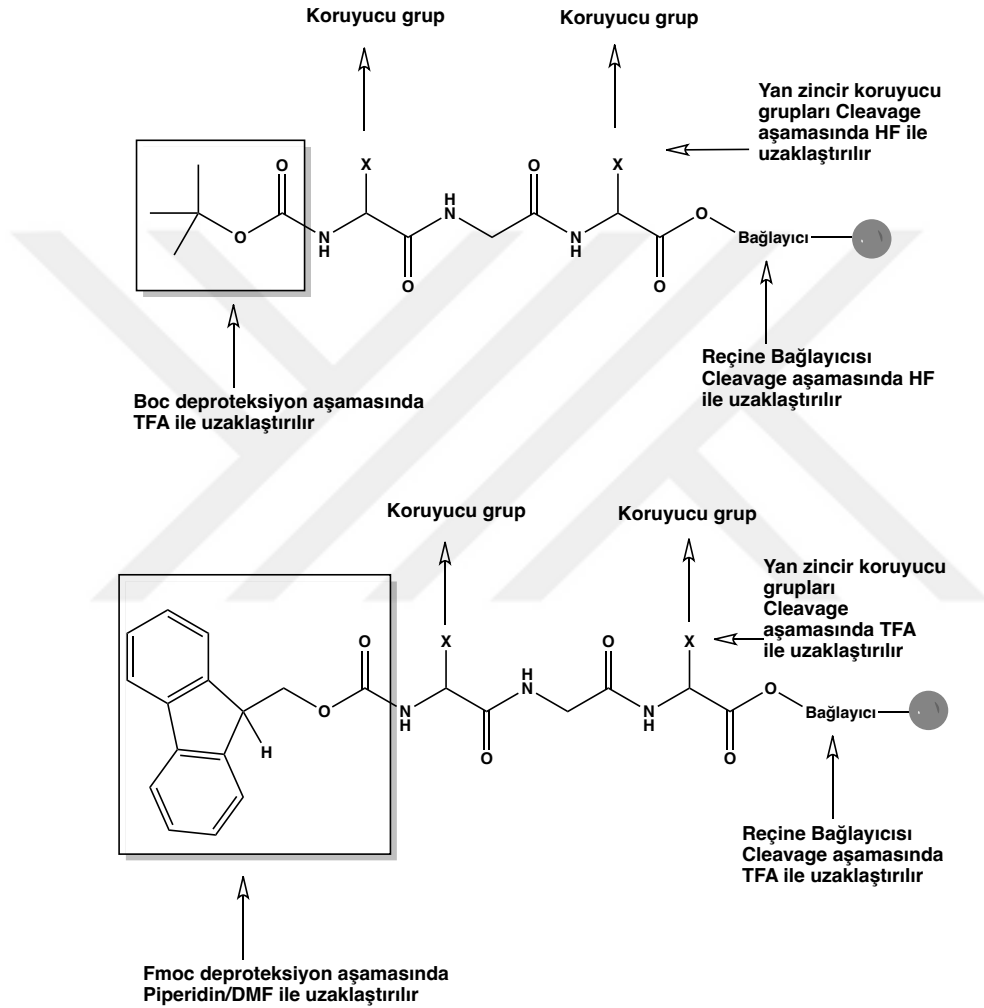 Koruyucu grup
Koruyucu grup
Yan zincir koruyucu
grupları Cleavage
aşamasında HF ile
uzaklaştırılır
O
X
H
N
O
X
O
O
N
H
O
N
H
O
Bağlayıcı
Reçine Bağlayıcısı
Cleavage aşamasında HF
ile uzaklaştırılır
Boc deproteksiyon aşamasında
TFA ile uzaklaştırılır
Koruyucu grup
Koruyucu grup
Yan zincir koruyucu
grupları
Cleavage
aşamasında TFA
ile uzaklaştırılır
O
X
H
N
O
X
O
O
N
H
O
N
H
O
Bağlayıcı
H
Reçine Bağlayıcısı
Cleavage aşamasında
TFA ile uzaklaştırılır
Fmoc deproteksiyon aşamasında
Piperidin/DMF ile uzaklaştırılır